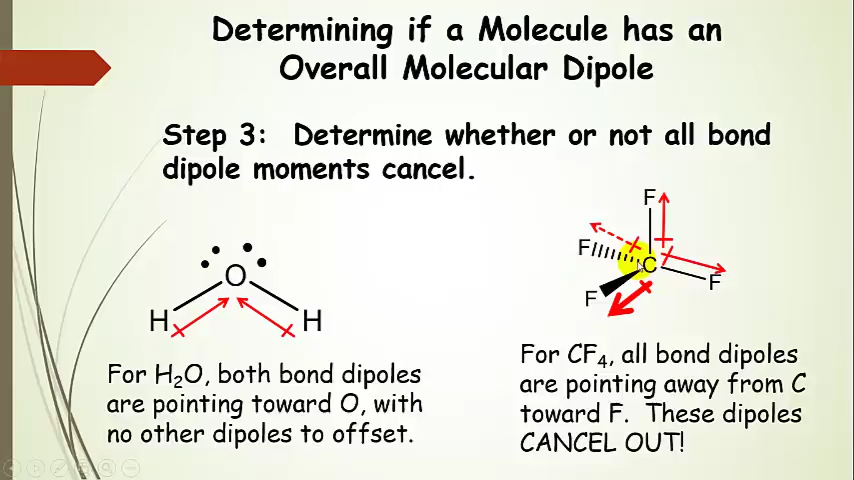 Determining if a Molecule has an
Overall Molecular Dipole
Step 3: Determine whether or not all bond
dipole moments cancel.
O
H H
For H₂O, both bond dipoles
are pointing toward O, with
no other dipoles to offset.
F
F
C
F
F
For CF₄, all bond dipoles
are pointing away from C
toward F. These dipoles
CANCEL OUT!